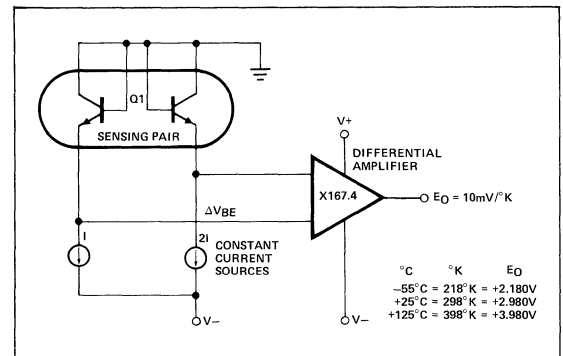 Q1
SENSING PAIR
V+
DIFFERENTIAL
AMPLIFIER
X167.4
E_O = 10mV/°K
ΔV_BE
I
2I
CONSTANT
CURRENT
SOURCES
°C °K E_O
−55°C = 218°K = +2.180V
+25°C = 298°K = +2.980V
+125°C = 398°K = +3.980V
V−
V−